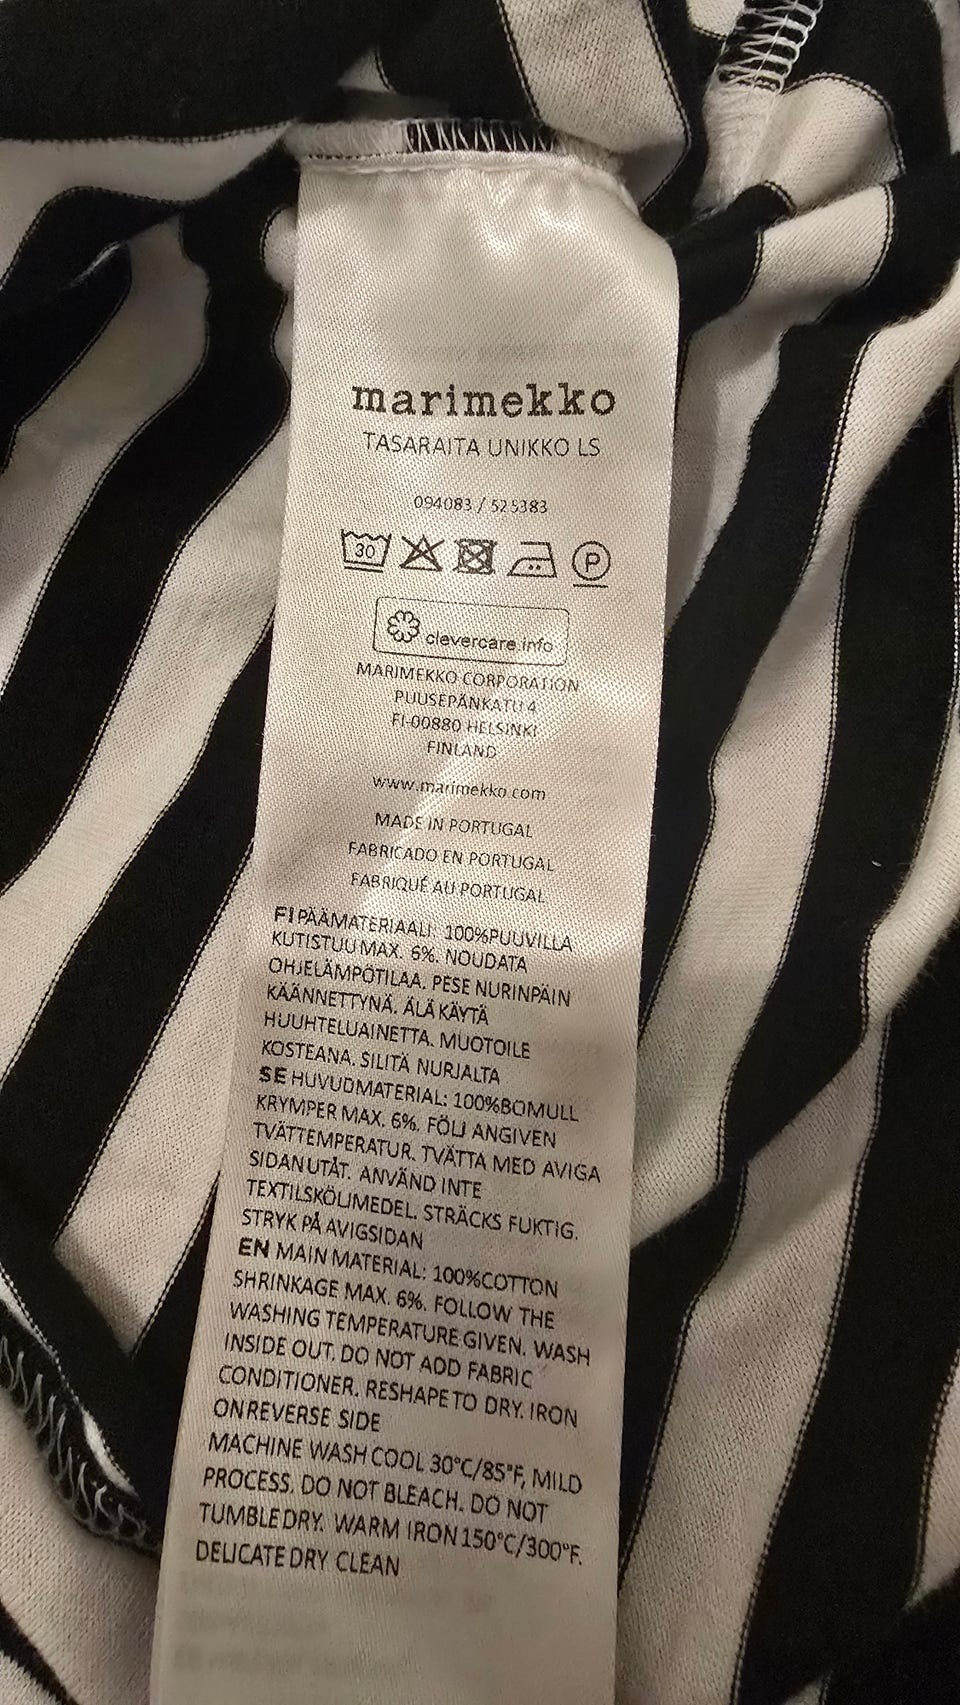 marimekko
TASARAITA UNIKKO LS
094083 / 525383
30 P
clevercare.info
MARIMEKKO CORPORATION
PUUSEPÄNKATU 4
FI-00880 HELSINKI
FINLAND
www.marimekko.com
MADE IN PORTUGAL
FABRICADO EN PORTUGAL
FABRIQUÉ AU PORTUGAL
FI PÄÄMATERIAALI: 100%PUUVILLA
KUTISTUU MAX. 6%. NOUDATA
OHJELÄMPÖTILAA. PESE NURINPÄIN
KÄÄNNETTYNÄ. ÄLÄ KÄYTÄ
HUUHTELUAINETTA. MUOTOILE
KOSTEANA. SILITÄ NURJALTA
SE HUVUDMATERIAL: 100%BOMULL
KRYMPER MAX. 6%. FÖLJ ANGIVEN
TVÄTTEMPERATUR. TVÄTTA MED AVIGA
SIDAN UTÅT. ANVÄND INTE
TEXTILSKÖLJMEDEL. STRÄCKS FUKTIG.
STRYK PÅ AVIGSIDAN
EN MAIN MATERIAL: 100%COTTON
SHRINKAGE MAX. 6%. FOLLOW THE
WASHING TEMPERATURE GIVEN. WASH
INSIDE OUT. DO NOT ADD FABRIC
CONDITIONER. RESHAPE TO DRY. IRON
ON REVERSE SIDE
MACHINE WASH COOL 30°C/85°F, MILD
PROCESS. DO NOT BLEACH. DO NOT
TUMBLE DRY. WARM IRON 150°C/300°F.
DELICATE DRY CLEAN